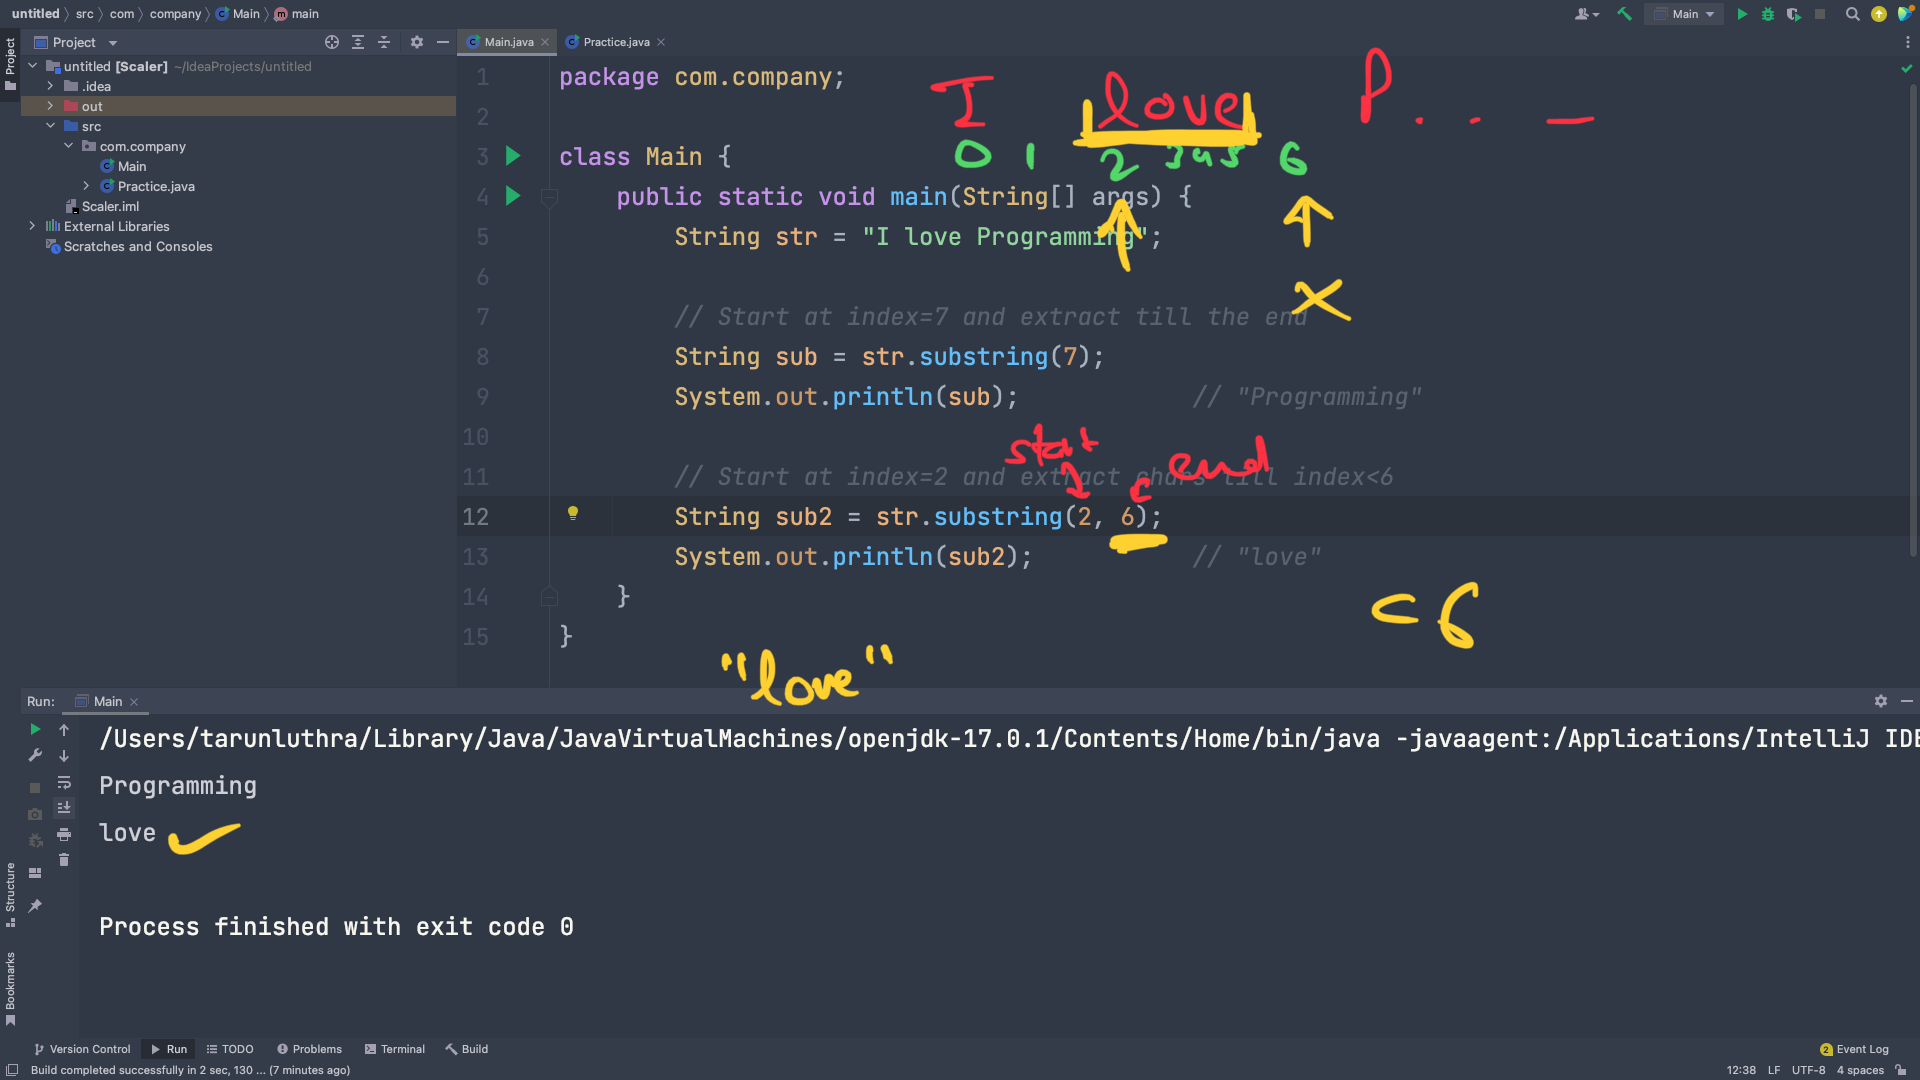 untitled src com company Main main
Main
Project
Main.java
Practice.java
Project
untitled [Scaler] ~/IdeaProjects/untitled
.idea
out
src
com.company
Main
Practice.java
Scaler.iml
External Libraries
Scratches and Consoles
1 package com.company;
I love P . . _
2
0 1 2 3 4 5 6
3 class Main {
4 public static void main(String[] args) {
5 String str = "I love Programming";
6
x
7 // Start at index=7 and extract till the end
8 String sub = str.substring(7);
9 System.out.println(sub); // "Programming"
10
start end
11 // Start at index=2 and extract chars till index<6
12 String sub2 = str.substring(2, 6);
13 System.out.println(sub2); // "love"
14 }
< 6
15 }
"love"
Run: Main
/Users/tarunluthra/Library/Java/JavaVirtualMachines/openjdk-17.0.1/Contents/Home/bin/java -javaagent:/Applications/IntelliJ IDE
Programming
love
Process finished with exit code 0
Structure
Bookmarks
Version Control Run TODO Problems Terminal Build
2 Event Log
Build completed successfully in 2 sec, 130 ... (7 minutes ago)
12:38 LF UTF-8 4 spaces